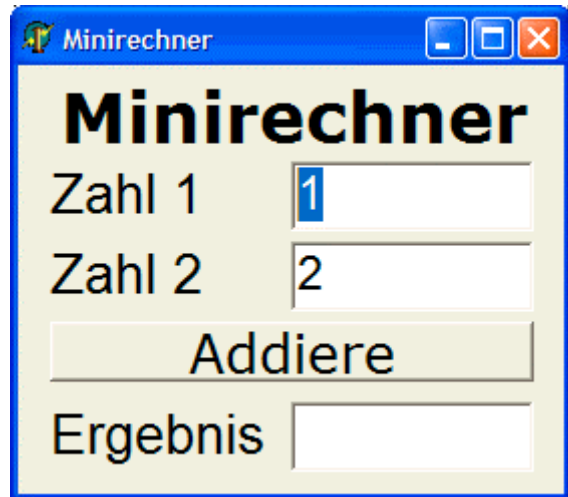 Minirechner
Minirechner
Zahl 1 1
Zahl 2 2
Addiere
Ergebnis